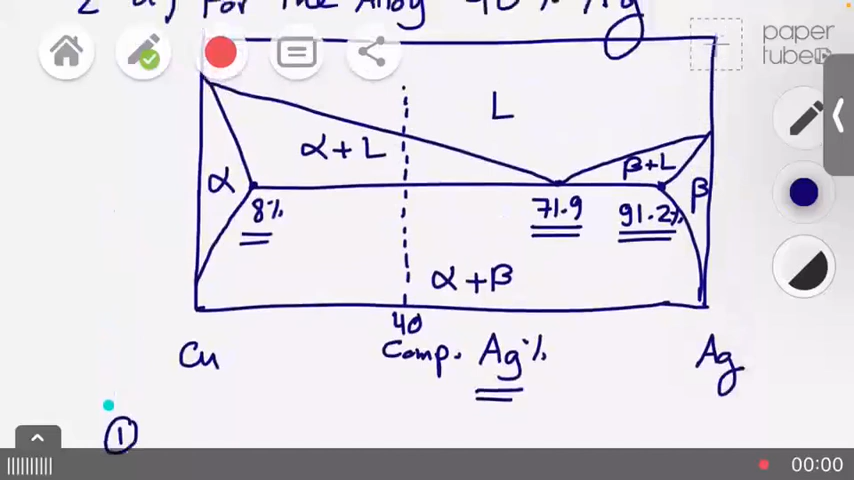 2 a) For the Alloy 40% Ag
paper
tube
L
α+L
β+L
α
β
8%
71.9
91.2%
α+β
40
Cu
Comp. Ag%
Ag
①
00:00